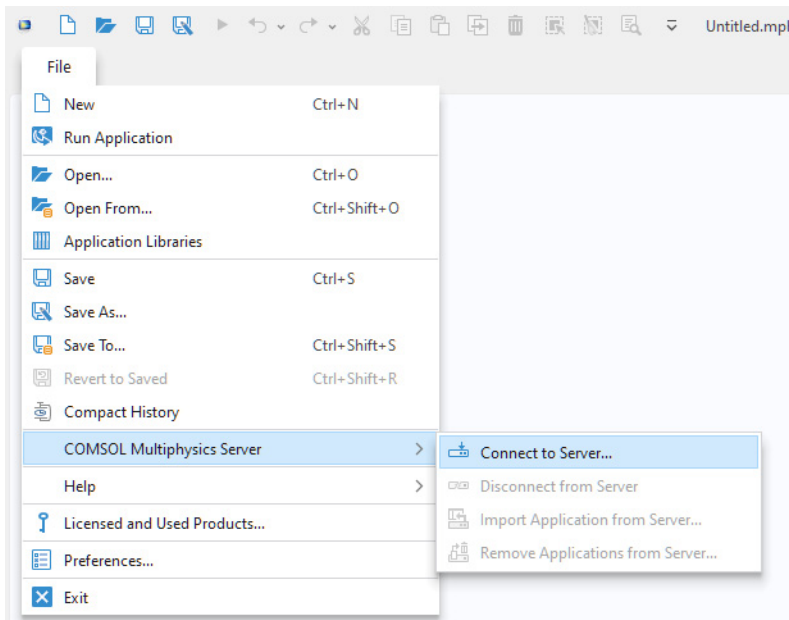 Untitled.mpl
File
New Ctrl+N
Run Application
Open... Ctrl+O
Open From... Ctrl+Shift+O
Application Libraries
Save Ctrl+S
Save As...
Save To... Ctrl+Shift+S
Revert to Saved Ctrl+Shift+R
Compact History
COMSOL Multiphysics Server
Connect to Server...
Help
Disconnect from Server
Licensed and Used Products...
Import Application from Server...
Preferences...
Remove Applications from Server...
Exit